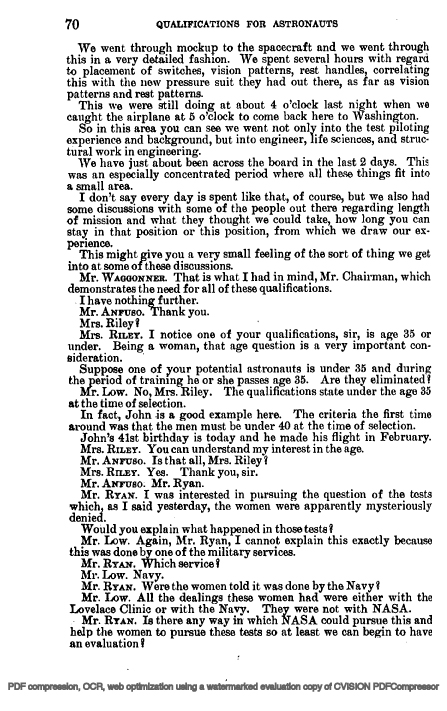 70 QUALIFICATIONS FOR ASTRONAUTS
We went through mockup to the spacecraft and we went through
this in a very detailed fashion. We spent several hours with regard
to placement of switches, vision patterns, rest handles, correlating
this with the new pressure suit they had out there, as far as vision
patterns and rest patterns.
This we were still doing at about 4 o'clock last night when we
caught the airplane at 5 o'clock to come back here to Washington.
So in this area you can see we went not only into the test piloting
experience and background, but into engineer, life sciences, and struc-
tural work in engineering.
We have just about been across the board in the last 2 days. This
was an especially concentrated period where all these things fit into
a small area.
I don't say every day is spent like that, of course, but we also had
some discussions with some of the people out there regarding length
of mission and what they thought we could take, how long you can
stay in that position or this position, from which we draw our ex-
perience.
This might give you a very small feeling of the sort of thing we get
into at some of these discussions.
Mr. WAGGONNER. That is what I had in mind, Mr. Chairman, which
demonstrates the need for all of these qualifications.
I have nothing further.
Mr. ANFUSO. Thank you.
Mrs. Riley?
Mrs. RILEY. I notice one of your qualifications, sir, is age 35 or
under. Being a woman, that age question is a very important con-
sideration.
Suppose one of your potential astronauts is under 35 and during
the period of training he or she passes age 35. Are they eliminated?
Mr. LOW. No, Mrs. Riley. The qualifications state under the age 35
at the time of selection.
In fact, John is a good example here. The criteria the first time
around was that the men must be under 40 at the time of selection.
John's 41st birthday is today and he made his flight in February.
Mrs. RILEY. You can understand my interest in the age.
Mr. ANFUSO. Is that all, Mrs. Riley?
Mrs. RILEY. Yes. Thank you, sir.
Mr. ANFUSO. Mr. Ryan.
Mr. RYAN. I was interested in pursuing the question of the tests
which, as I said yesterday, the women were apparently mysteriously
denied.
Would you explain what happened in those tests?
Mr. LOW. Again, Mr. Ryan, I cannot explain this exactly because
this was done by one of the military services.
Mr. RYAN. Which service?
Mr. LOW. Navy.
Mr. RYAN. Were the women told it was done by the Navy?
Mr. LOW. All the dealings these women had were either with the
Lovelace Clinic or with the Navy. They were not with NASA.
Mr. RYAN. Is there any way in which NASA could pursue this and
help the women to pursue these tests so at least we can begin to have
an evaluation?
PDF compression, OCR, web optimization using a watermarked evaluation copy of CVISION PDFCompressor